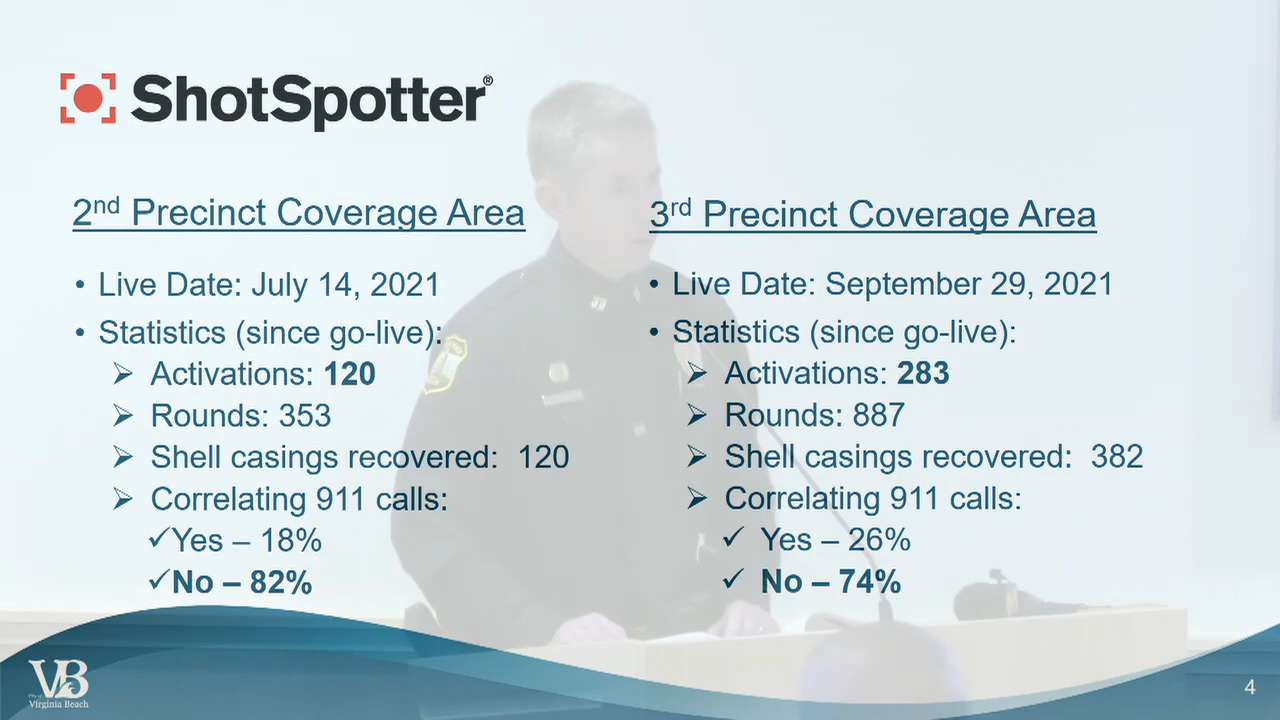 ShotSpotter®
2nd Precinct Coverage Area
• Live Date: July 14, 2021
• Statistics (since go-live):
➢ Activations: 120
➢ Rounds: 353
➢ Shell casings recovered: 120
➢ Correlating 911 calls:
✓Yes – 18%
✓No – 82%
3rd Precinct Coverage Area
• Live Date: September 29, 2021
• Statistics (since go-live):
➢ Activations: 283
➢ Rounds: 887
➢ Shell casings recovered: 382
➢ Correlating 911 calls:
✓ Yes – 26%
✓ No – 74%
VB
City of
Virginia Beach
4